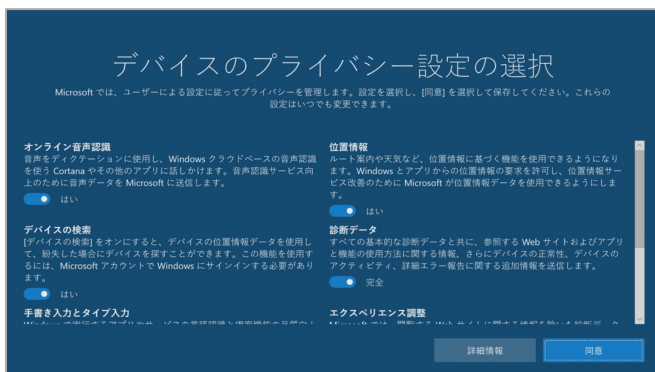 デバイスのプライバシー設定の選択
Microsoft では、ユーザーによる設定に従ってプライバシーを管理します。設定を選択し、[同意] を選択して保存してください。これらの
設定はいつでも変更できます。
オンライン音声認識
音声をディクテーションに使用し、Windows クラウドベースの音声認識
を使う Cortana やその他のアプリに話しかけます。音声認識サービス向
上のために音声データを Microsoft に送信します。
はい
デバイスの検索
[デバイスの検索] をオンにすると、デバイスの位置情報データを使用し
て、紛失した場合にデバイスを探すことができます。この機能を使用す
るには、Microsoft アカウントで Windows にサインインする必要があり
ます。
はい
手書き入力とタイプ入力
位置情報
ルート案内や天気など、位置情報に基づく機能を使用できるようになり
ます。Windows とアプリからの位置情報の要求を許可し、位置情報サー
ビス改善のために Microsoft が位置情報データを使用できるようにしま
す。
はい
診断データ
すべての基本的な診断データと共に、参照する Web サイトおよびアプリ
と機能の使用方法に関する情報、さらにデバイスの正常性、デバイスの
アクティビティ、詳細エラー報告に関する追加情報を送信します。
完全
エクスペリエンス調整
詳細情報
同意